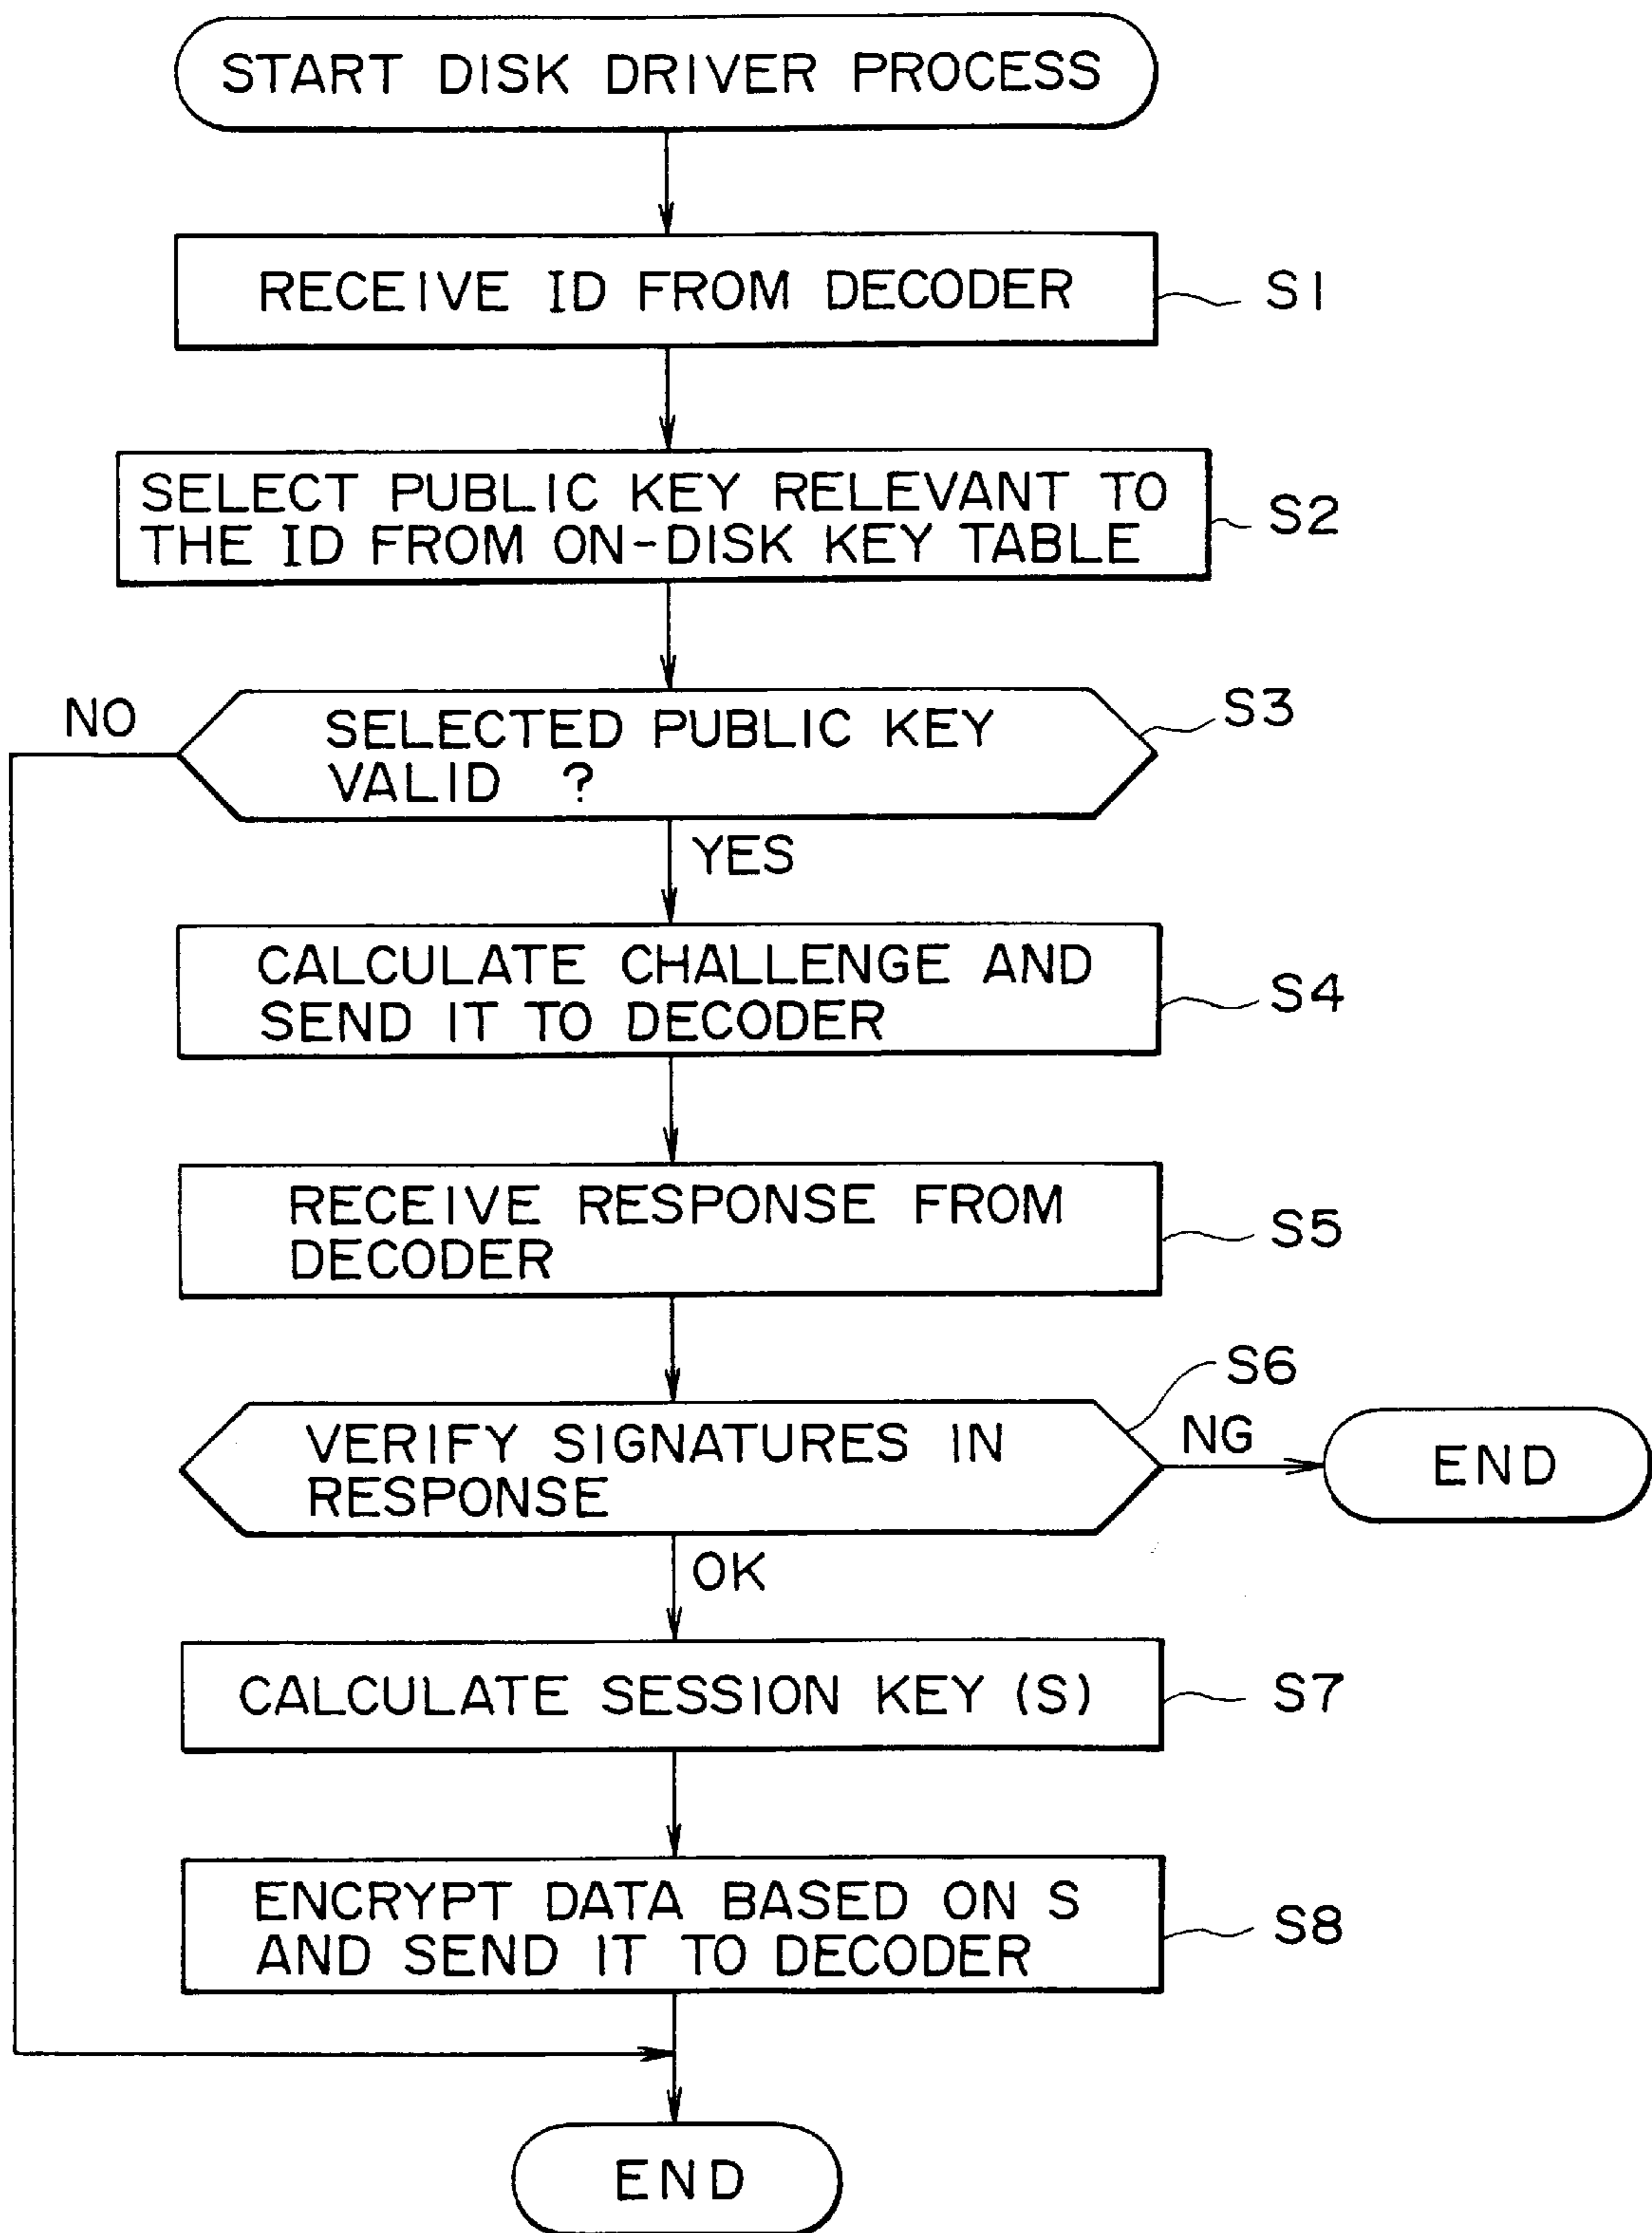 START DISK DRIVER PROCESS
RECEIVE ID FROM DECODER
S1
SELECT PUBLIC KEY RELEVANT TO
THE ID FROM ON-DISK KEY TABLE
S2
NO
SELECTED PUBLIC KEY
VALID ?
S3
YES
CALCULATE CHALLENGE AND
SEND IT TO DECODER
S4
RECEIVE RESPONSE FROM
DECODER
S5
VERIFY SIGNATURES IN
RESPONSE
S6
NG
END
OK
CALCULATE SESSION KEY (S)
S7
ENCRYPT DATA BASED ON S
AND SEND IT TO DECODER
S8
END